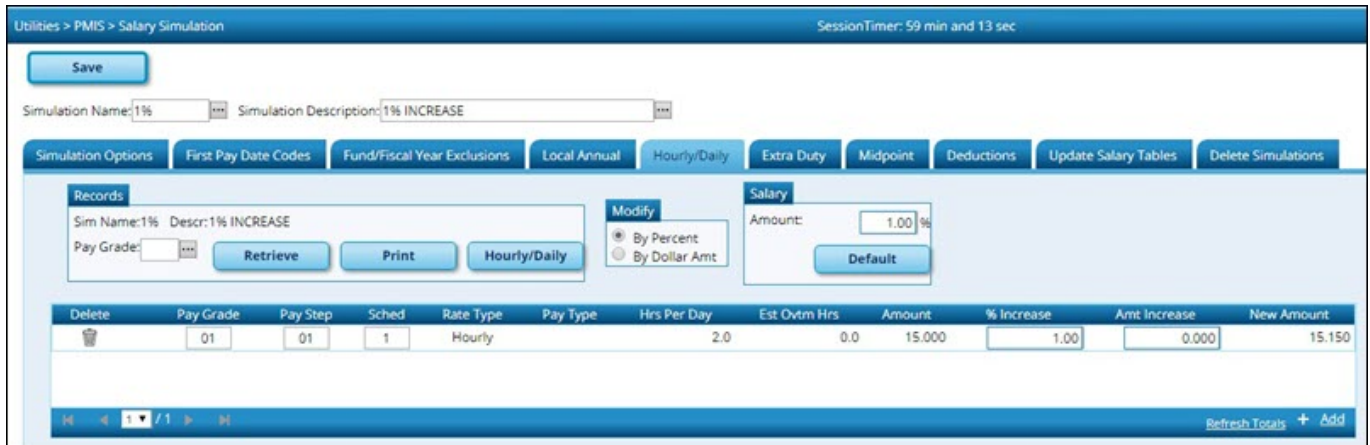 Utilities > PMIS > Salary Simulation SessionTimer: 59 min and 13 sec
Save
Simulation Name: 1% ... Simulation Description: 1% INCREASE ...
Simulation Options First Pay Date Codes Fund/Fiscal Year Exclusions Local Annual Hourly/Daily Extra Duty Midpoint Deductions Update Salary Tables Delete Simulations
Records
Sim Name:1% Descr:1% INCREASE
Pay Grade: ... Retrieve Print Hourly/Daily
Modify
By Percent
By Dollar Amt
Salary
Amount: 1.00 %
Default
Delete Pay Grade Pay Step Sched Rate Type Pay Type Hrs Per Day Est Ovtm Hrs Amount % Increase Amt Increase New Amount
01 01 1 Hourly 2.0 0.0 15.000 1.00 0.000 15.150
1 / 1 Refresh Totals + Add